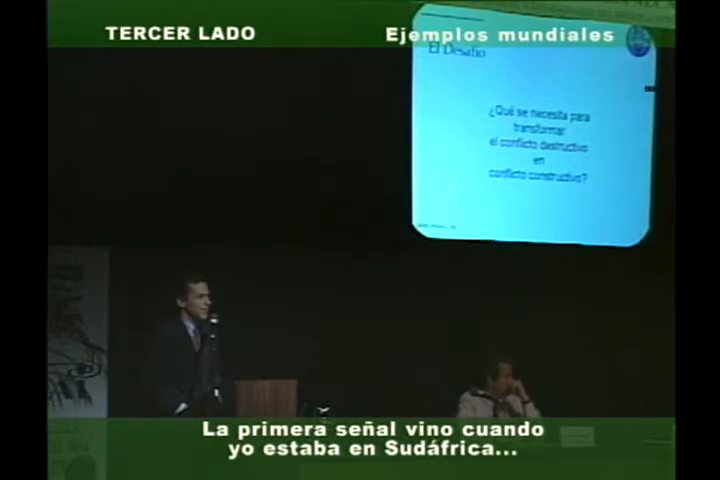 TERCER LADO
Ejemplos mundiales
El Desafío
¿Qué se necesita para
transformar
el conflicto destructivo
en
conflicto constructivo?
La primera señal vino cuando
yo estaba en Sudáfrica...